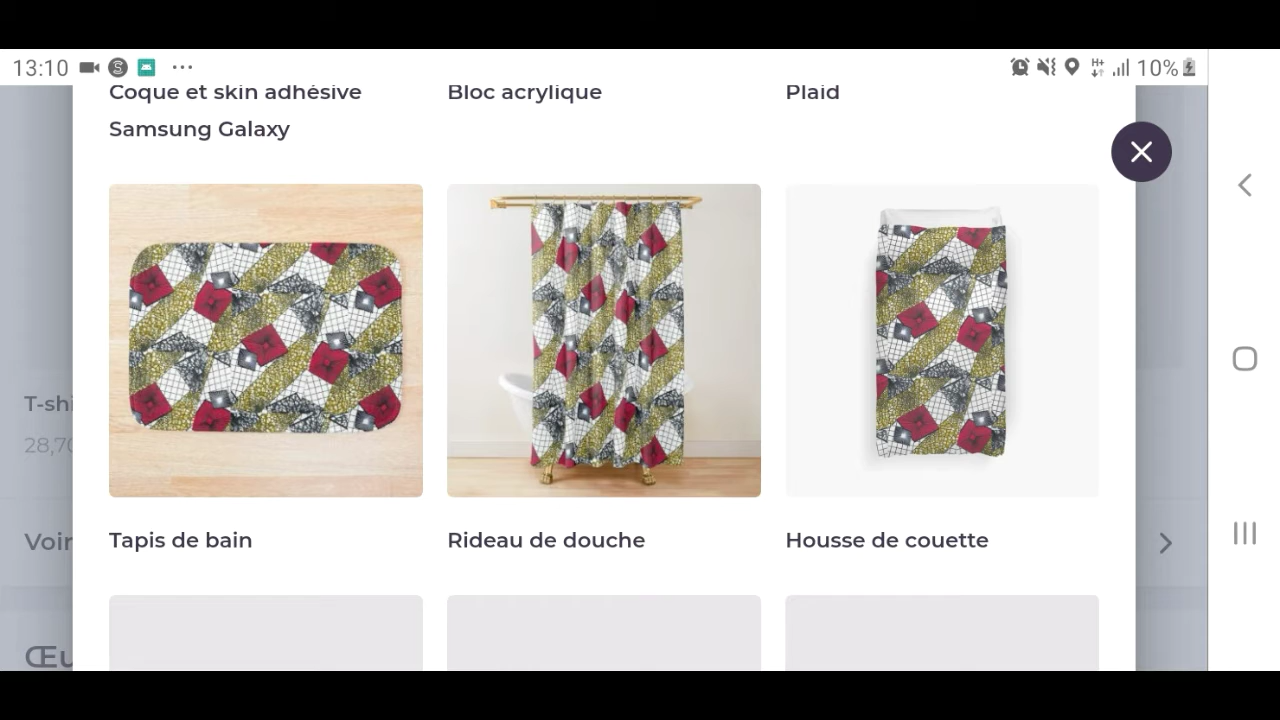 13:10
10%
Coque et skin adhésive
Samsung Galaxy
Bloc acrylique
Plaid
T-shi
28,70
Tapis de bain
Rideau de douche
Housse de couette
Voir
Œu